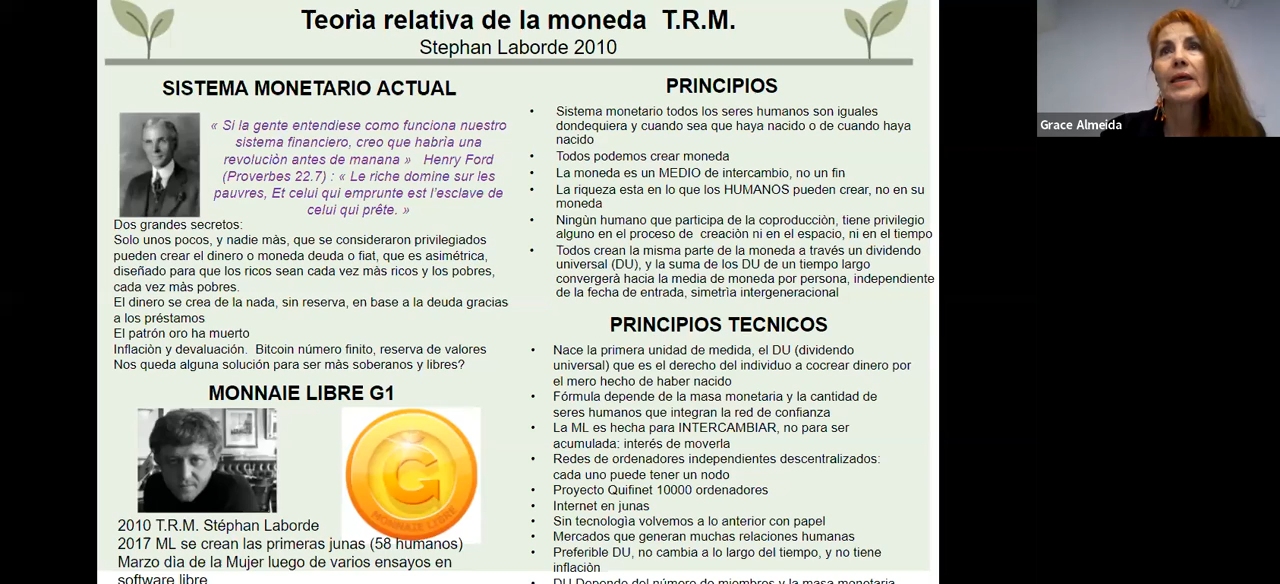 Teorìa relativa de la moneda T.R.M.
Stephan Laborde 2010
SISTEMA MONETARIO ACTUAL
« Si la gente entendiese como funciona nuestro
sistema financiero, creo que habrìa una
revoluciòn antes de manana » Henry Ford
(Proverbes 22.7) : « Le riche domine sur les
pauvres, Et celui qui emprunte est l'esclave de
celui qui prête. »
Dos grandes secretos:
Solo unos pocos, y nadie màs, que se consideraron privilegiados
pueden crear el dinero o moneda deuda o fiat, que es asimétrica,
diseñado para que los ricos sean cada vez màs ricos y los pobres,
cada vez màs pobres.
El dinero se crea de la nada, sin reserva, en base a la deuda gracias
a los préstamos
El patrón oro ha muerto
Inflaciòn y devaluación. Bitcoin número finito, reserva de valores
Nos queda alguna solución para ser màs soberanos y libres?
MONNAIE LIBRE G1
G
MONNAIE LIBRE
2010 T.R.M. Stéphan Laborde
2017 ML se crean las primeras junas (58 humanos)
Marzo dìa de la Mujer luego de varios ensayos en
software libre
PRINCIPIOS
• Sistema monetario todos los seres humanos son iguales
dondequiera y cuando sea que haya nacido o de cuando haya
nacido
• Todos podemos crear moneda
• La moneda es un MEDIO de intercambio, no un fin
• La riqueza esta en lo que los HUMANOS pueden crear, no en su
moneda
• Ningùn humano que participa de la coproducciòn, tiene privilegio
alguno en el proceso de creaciòn ni en el espacio, ni en el tiempo
• Todos crean la misma parte de la moneda a través un dividendo
universal (DU), y la suma de los DU de un tiempo largo
convergerà hacia la media de moneda por persona, independiente
de la fecha de entrada, simetrìa intergeneracional
PRINCIPIOS TECNICOS
• Nace la primera unidad de medida, el DU (dividendo
universal) que es el derecho del individuo a cocrear dinero por
el mero hecho de haber nacido
• Fórmula depende de la masa monetaria y la cantidad de
seres humanos que integran la red de confianza
• La ML es hecha para INTERCAMBIAR, no para ser
acumulada: interés de moverla
• Redes de ordenadores independientes descentralizados:
cada uno puede tener un nodo
• Proyecto Quifinet 10000 ordenadores
• Internet en junas
• Sin tecnologìa volvemos a lo anterior con papel
• Mercados que generan muchas relaciones humanas
• Preferible DU, no cambia a lo largo del tiempo, y no tiene
inflaciòn
• DU Depende del número de miembros y la masa monetaria
Grace Almeida